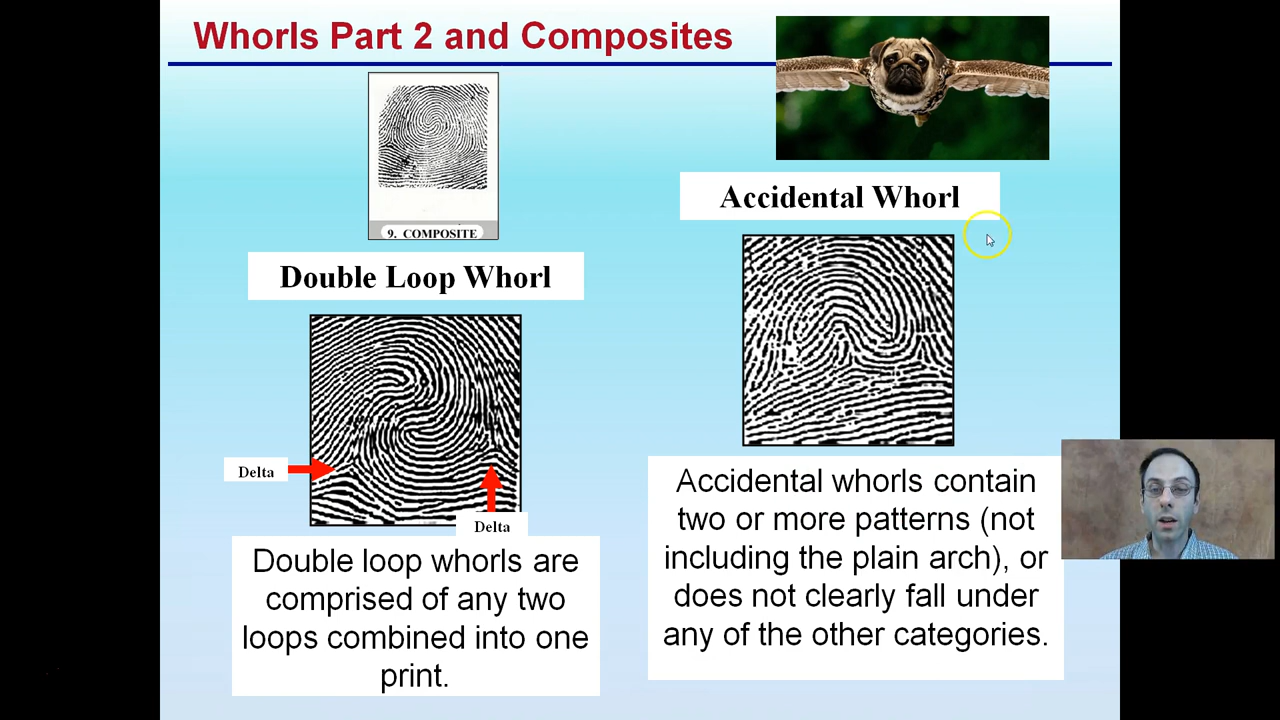 Whorls Part 2 and Composites
9. COMPOSITE
Double Loop Whorl
Delta
Delta
Double loop whorls are
comprised of any two
loops combined into one
print.
Accidental Whorl
Accidental whorls contain
two or more patterns (not
including the plain arch), or
does not clearly fall under
any of the other categories.